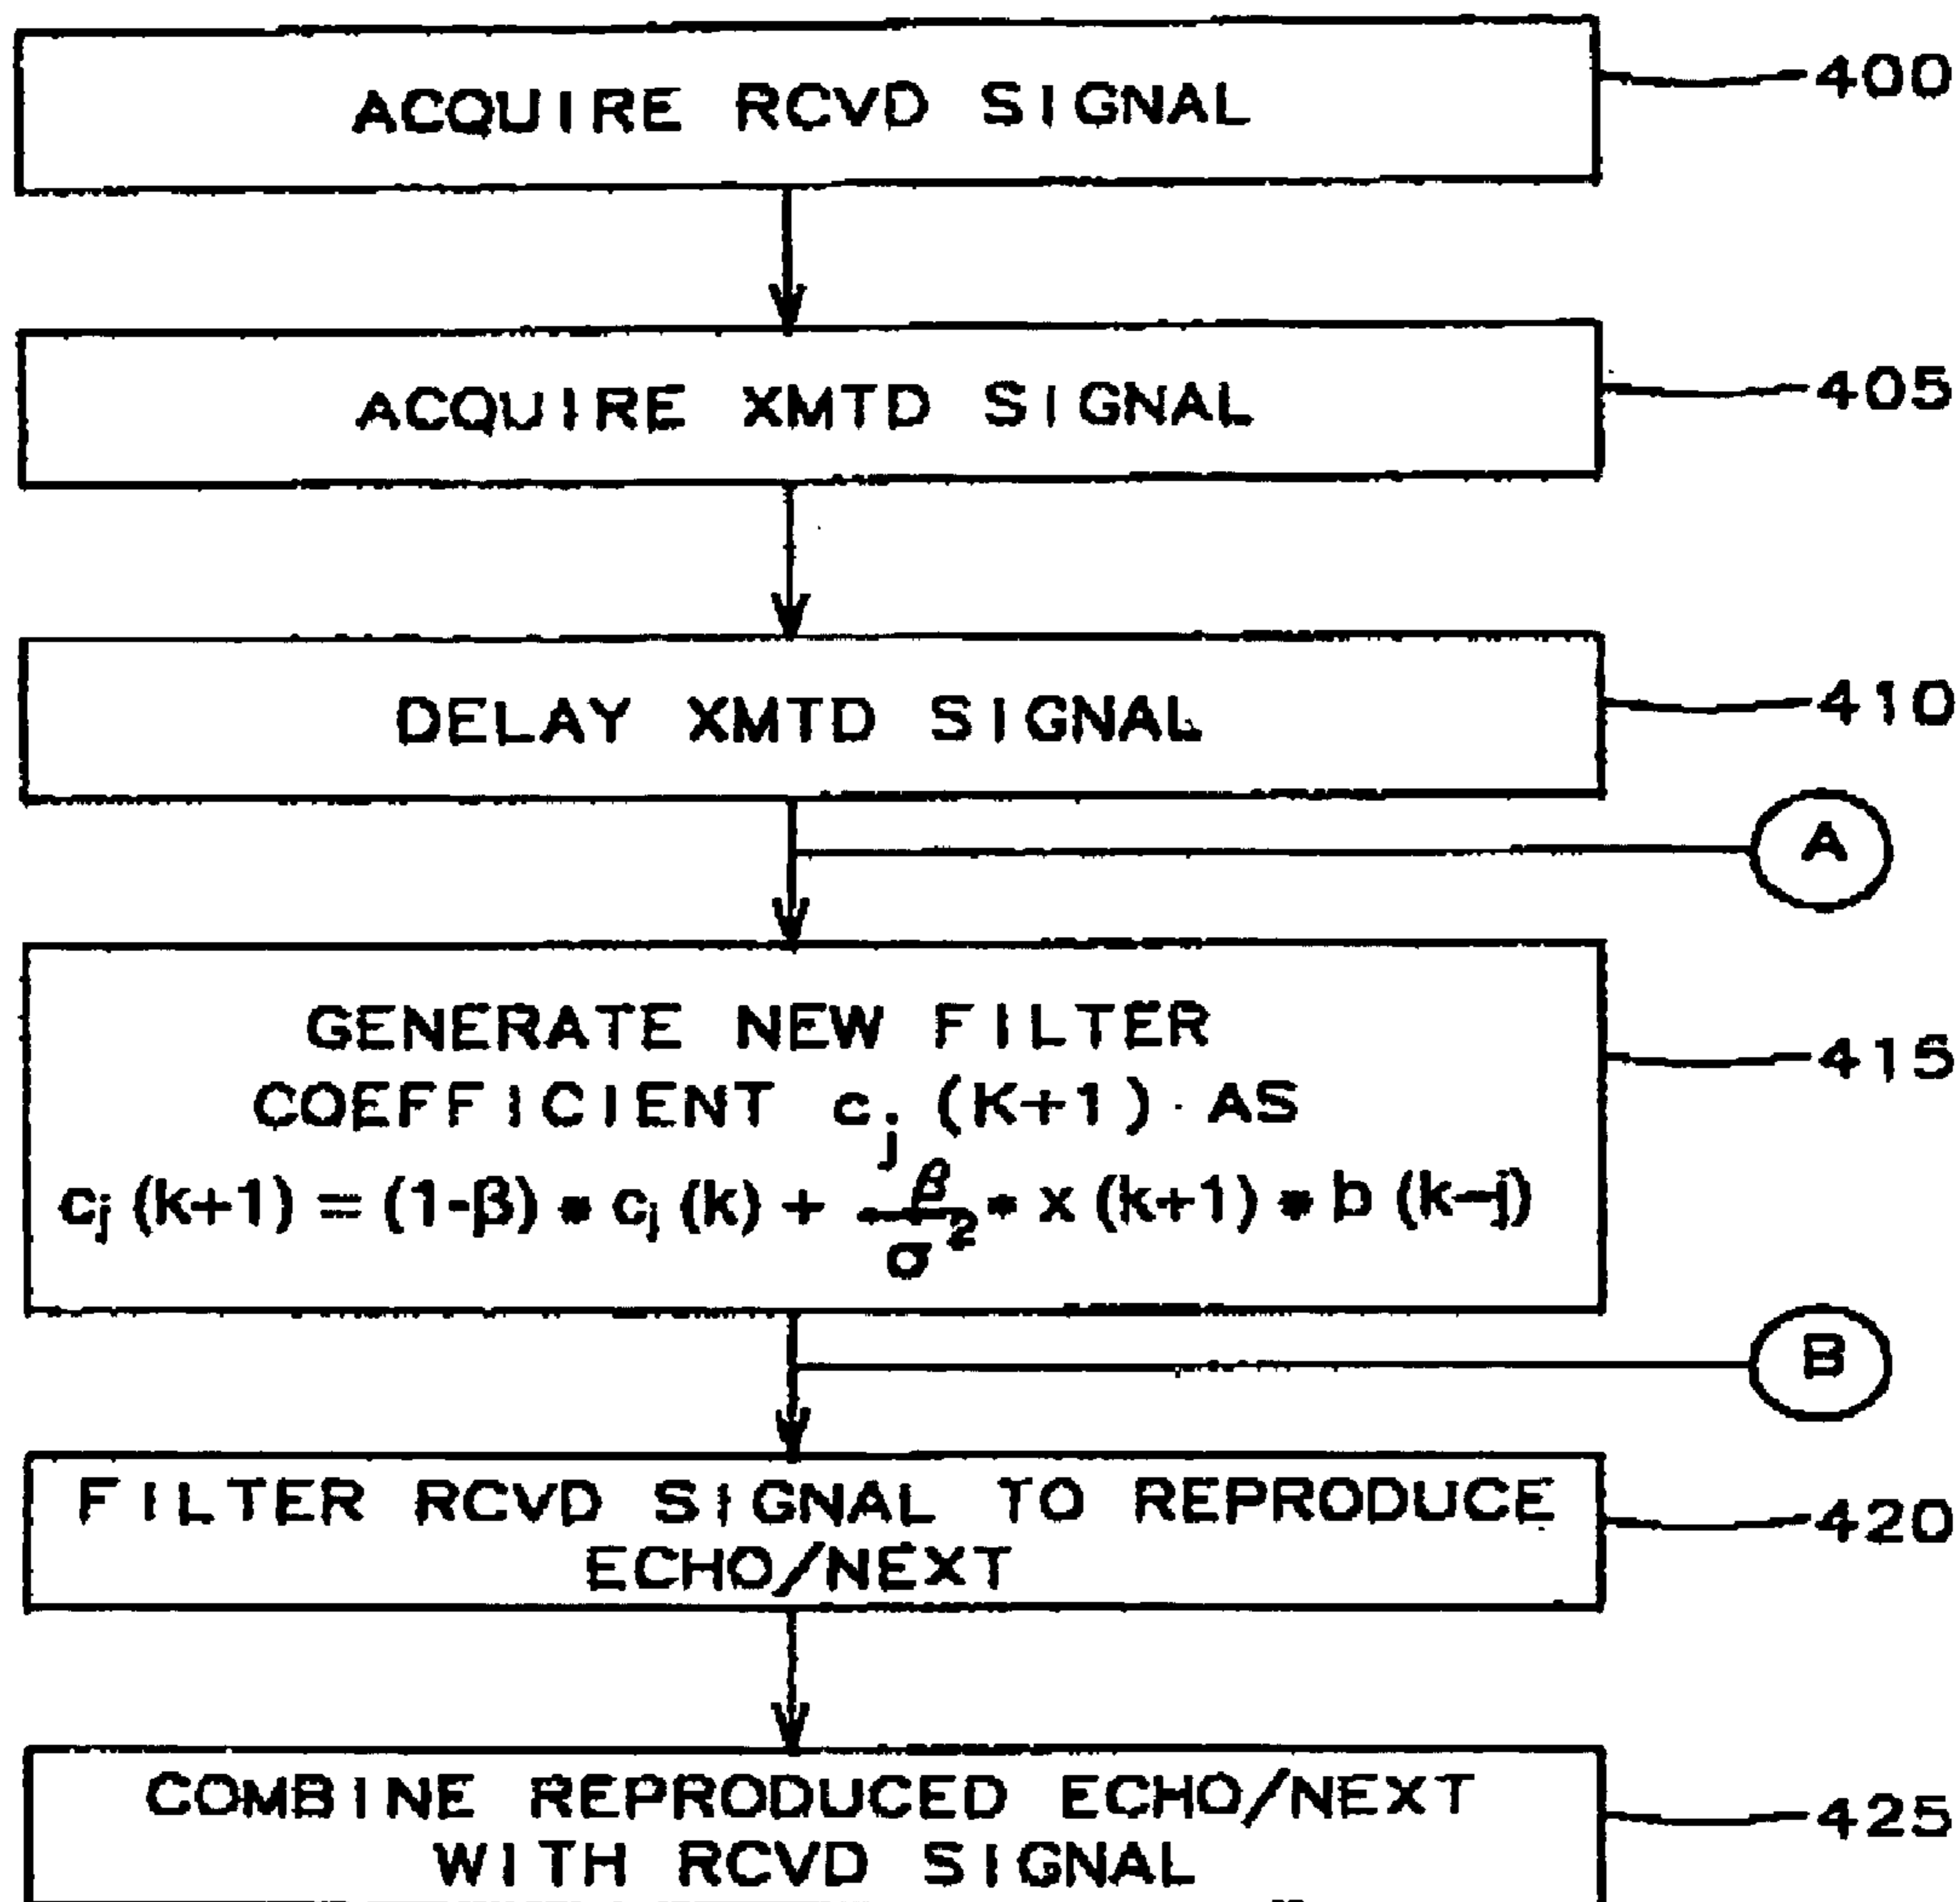 ACQUIRE RCVD SIGNAL
400
ACQUIRE XMTD SIGNAL
405
DELAY XMTD SIGNAL
410
A
GENERATE NEW FILTER
COEFFICIENT c_j (K+1) AS
415
c_j (k+1) = (1-β) * c_j (k) + β/σ² * x (k+1) * b (k-j)
B
FILTER RCVD SIGNAL TO REPRODUCE
ECHO/NEXT
420
COMBINE REPRODUCED ECHO/NEXT
WITH RCVD SIGNAL
425